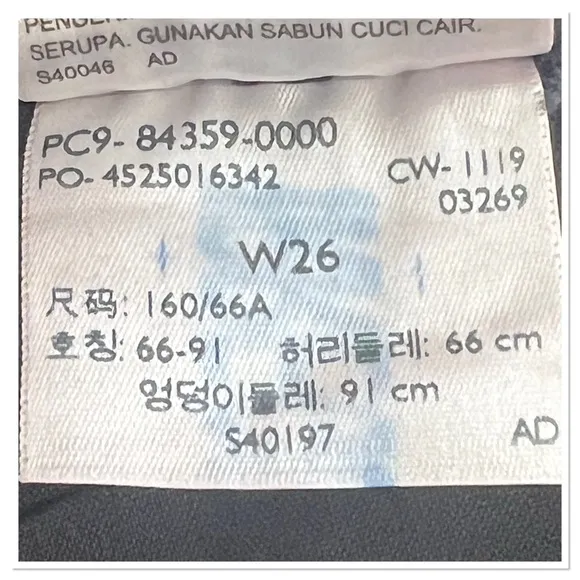 SERUPA. GUNAKAN SABUN CUCI CAIR.
S40046 AD
PC9- 84359-0000
PO- 4525016342
CW- 1119
03269
W26
尺码: 160/66A
호칭: 66-91 허리둘레: 66 cm
엉덩이둘레: 91 cm
S40197
AD